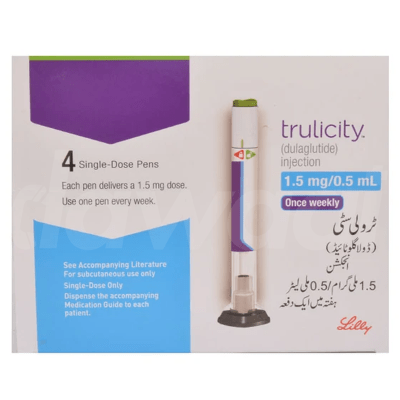 4 Single-Dose Pens
Each pen delivers a 1.5 mg dose.
Use one pen every week.
See Accompanying Literature
For subcutaneous use only
Single-Dose Only
Dispense the accompanying
Medication Guide to each
patient.
trulicity™
(dulaglutide)
injection
1.5 mg/0.5 mL
Once weekly
ٹرولی سٹی
(ڈولاگلوٹائیڈ)
انجکشن
1.5 ملی گرام/0.5 ملی لیٹر
ہفتہ میں ایک دفعہ
Lilly